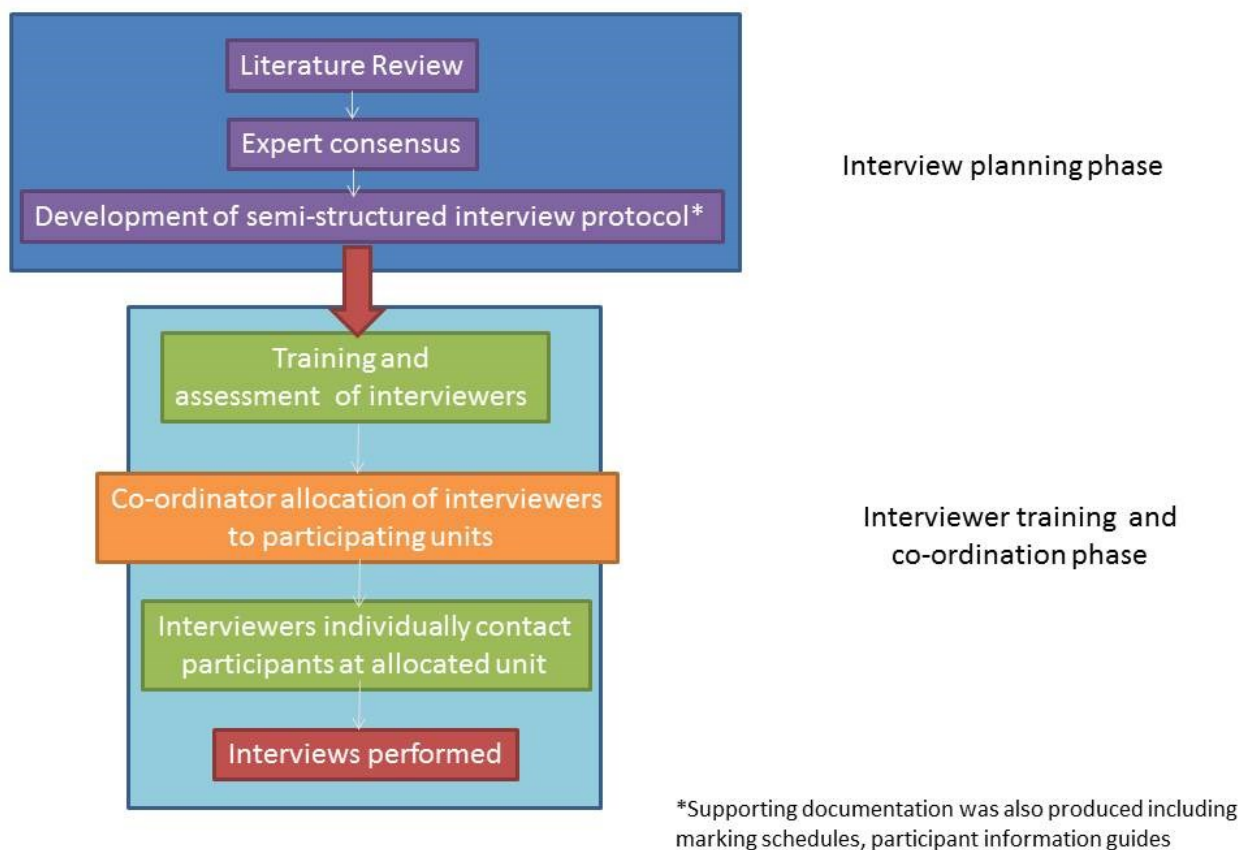 Literature Review
Expert consensus
Interview planning phase
Development of semi-structured interview protocol*
Training and
assessment of interviewers
Co-ordinator allocation of interviewers
to participating units
Interviewer training and
co-ordination phase
Interviewers individually contact
participants at allocated unit
Interviews performed
*Supporting documentation was also produced including
marking schedules, participant information guides